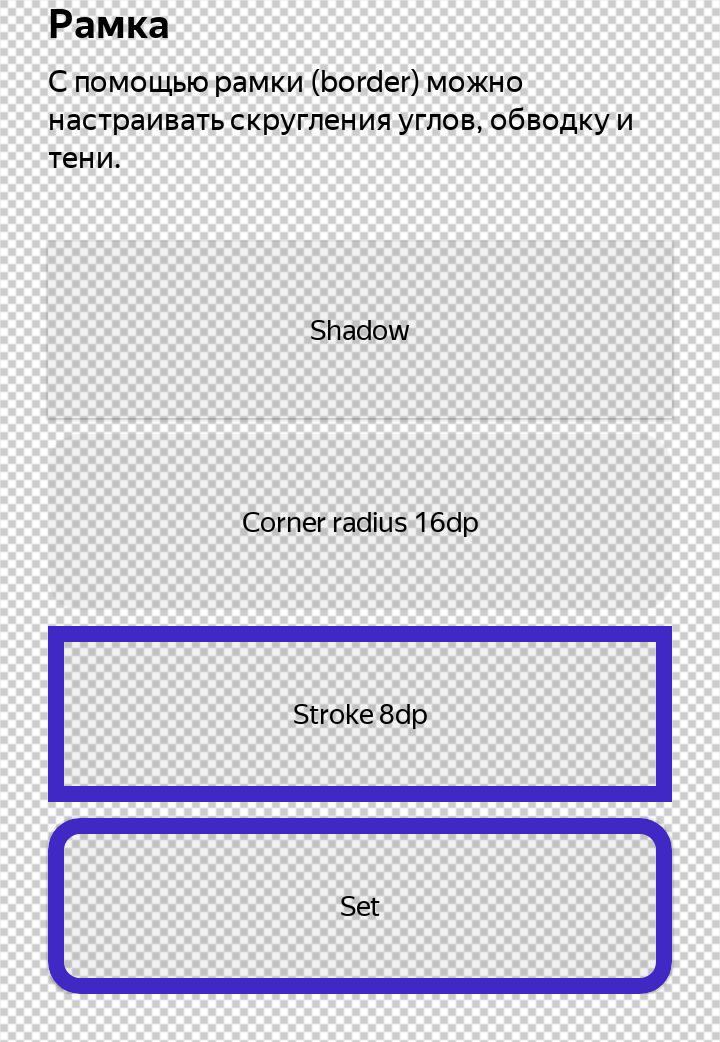 Рамка
С помощью рамки (border) можно
настраивать скругления углов, обводку и
тени.
Shadow
Corner radius 16dp
Stroke 8dp
Set